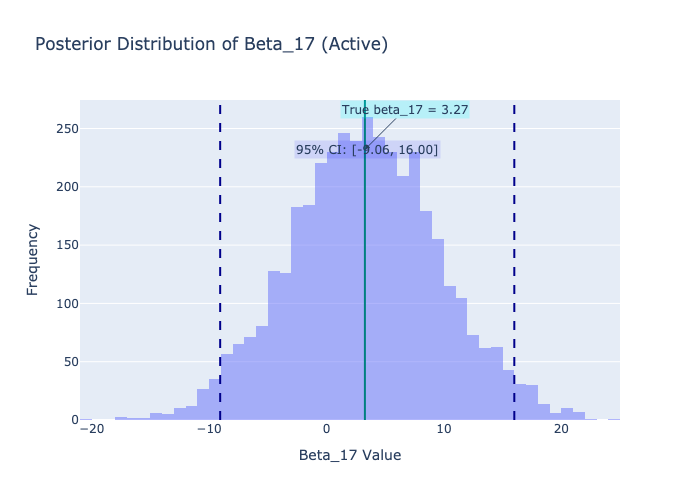 Posterior Distribution of Beta_17 (Active)
True beta_17 = 3.27
95% CI: [-9.06, 16.00]
250
200
150
100
50
0
Frequency
−20
−10
0
10
20
Beta_17 Value